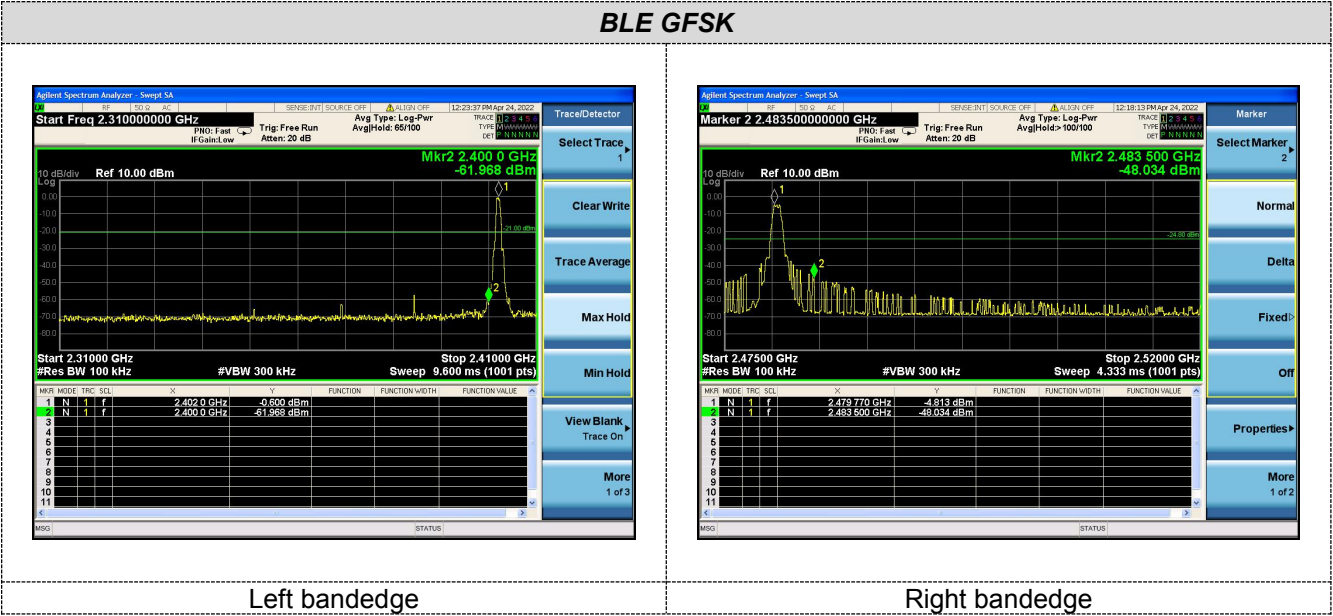 BLE GFSK
Agilent Spectrum Analyzer - Swept SA
RF 50 Ω AC SENSE:INT SOURCE OFF ALIGN OFF 12:23:37 PM Apr 24, 2022
Start Freq 2.310000000 GHz
PNO: Fast
IFGain:Low
Trig: Free Run
Atten: 20 dB
Avg Type: Log-Pwr
Avg|Hold: 65/100
TRACE 1 2 3 4 5 6
TYPE M
DET P N N N N N
Mkr2 2.400 0 GHz
-61.968 dBm
10 dB/div
Log
Ref 10.00 dBm
1
0.00
-10.0
-20.0
-21.00 dBm
-30.0
-40.0
-50.0
2
-60.0
-70.0
-80.0
Start 2.31000 GHz
Stop 2.41000 GHz
#Res BW 100 kHz
#VBW 300 kHz
Sweep 9.600 ms (1001 pts)
MKR MODE TRC SCL X Y FUNCTION FUNCTION WIDTH FUNCTION VALUE
1 N 1 f 2.402 0 GHz -0.600 dBm
2 N 1 f 2.400 0 GHz -61.968 dBm
3
4
5
6
7
8
9
10
11
MSG
STATUS
Trace/Detector
Select Trace
1
Clear Write
Trace Average
Max Hold
Min Hold
View Blank
Trace On
More
1 of 3
Agilent Spectrum Analyzer - Swept SA
RF 50 Ω AC SENSE:INT SOURCE OFF ALIGN OFF 12:18:13 PM Apr 24, 2022
Marker 2 2.483500000000 GHz
PNO: Fast
IFGain:Low
Trig: Free Run
Atten: 20 dB
Avg Type: Log-Pwr
Avg|Hold:> 100/100
TRACE 1 2 3 4 5 6
TYPE M
DET P N N N N N
Mkr2 2.483 500 GHz
-48.034 dBm
10 dB/div
Log
Ref 10.00 dBm
1
0.00
-10.0
-20.0
-24.80 dBm
-30.0
-40.0
2
-50.0
-60.0
-70.0
-80.0
Start 2.47500 GHz
Stop 2.52000 GHz
#Res BW 100 kHz
#VBW 300 kHz
Sweep 4.333 ms (1001 pts)
MKR MODE TRC SCL X Y FUNCTION FUNCTION WIDTH FUNCTION VALUE
1 N 1 f 2.479 770 GHz -4.813 dBm
2 N 1 f 2.483 500 GHz -48.034 dBm
3
4
5
6
7
8
9
10
11
MSG
STATUS
Marker
Select Marker
2
Normal
Delta
Fixed
Off
Properties
More
1 of 2
Left bandedge
Right bandedge